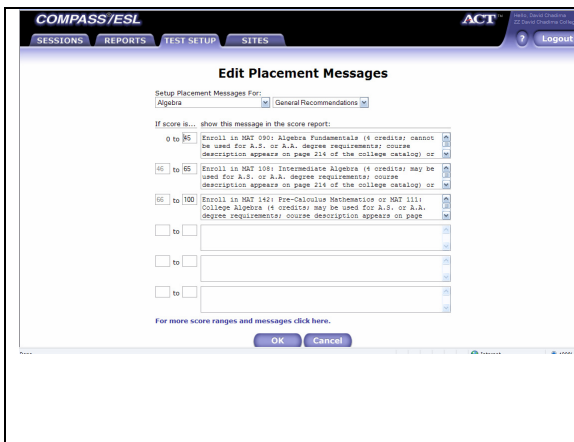 COMPASS/ESL
ACT™
Hello, David Chadima
ZZ David Chadima Colleg
SESSIONS REPORTS TEST SETUP SITES ? Logout
Edit Placement Messages
Setup Placement Messages For:
Algebra General Recommendations
If score is... show this message in the score report:
0 to 45 Enroll in MAT 090: Algebra Fundamentals (4 credits; cannot
be used for A.S. or A.A. degree requirements; course
description appears on page 214 of the college catalog) or
46 to 65 Enroll in MAT 108: Intermediate Algebra (4 credits; may be
used for A.S. or A.A. degree requirements; course
description appears on page 214 of the college catalog) or
66 to 100 Enroll in MAT 142: Pre-Calculus Mathematics or MAT 111:
College Algebra (4 credits; may be used for A.S. or A.A.
degree requirements; course description appears on page
to
to
to
For more score ranges and messages click here.
OK Cancel
Internet